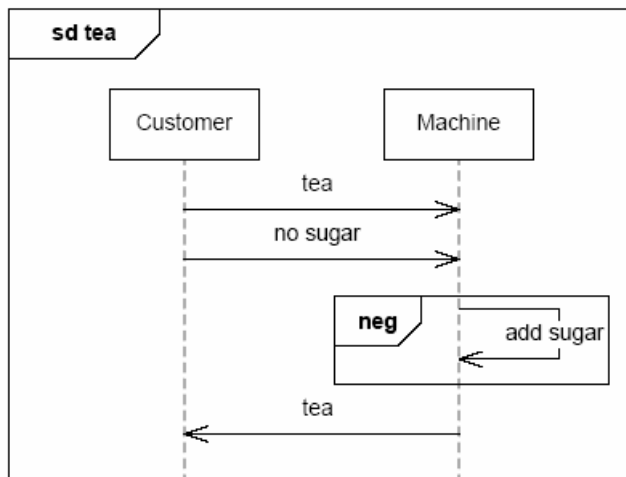 sd tea
Customer
Machine
tea
no sugar
neg
add sugar
tea